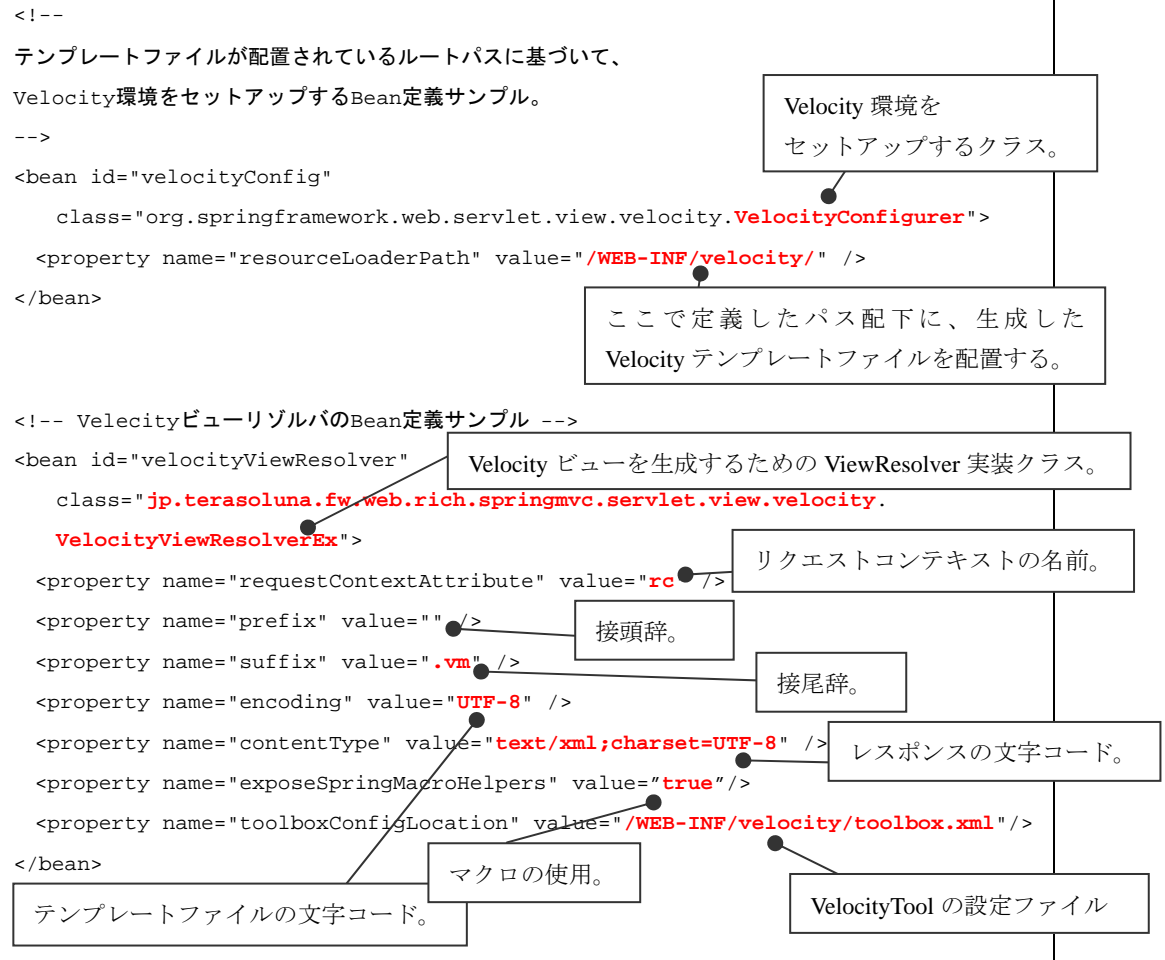 <!--
テンプレートファイルが配置されているルートパスに基づいて、
Velocity環境をセットアップするBean定義サンプル。
-->
Velocity 環境を
セットアップするクラス。
<bean id="velocityConfig"
class="org.springframework.web.servlet.view.velocity.VelocityConfigurer">
<property name="resourceLoaderPath" value="/WEB-INF/velocity/" />
</bean>
ここで定義したパス配下に、生成した
Velocity テンプレートファイルを配置する。
<!-- Velecityビューリゾルバの Bean定義サンプル -->
<bean id="velocityViewResolver"
Velocity ビューを生成するための ViewResolver 実装クラス。
class="jp.terasoluna.fw.web.rich.springmvc.servlet.view.velocity.
VelocityViewResolverEx">
リクエストコンテキストの名前。
<property name="requestContextAttribute" value="rc" />
<property name="prefix" value="" />
接頭辞。
<property name="suffix" value=".vm" />
接尾辞。
<property name="encoding" value="UTF-8" />
<property name="contentType" value="text/xml;charset=UTF-8" />
レスポンスの文字コード。
<property name="exposeSpringMacroHelpers" value=”true”/>
<property name="toolboxConfigLocation" value="/WEB-INF/velocity/toolbox.xml"/>
</bean>
マクロの使用。
テンプレートファイルの文字コード。
VelocityTool の設定ファイル